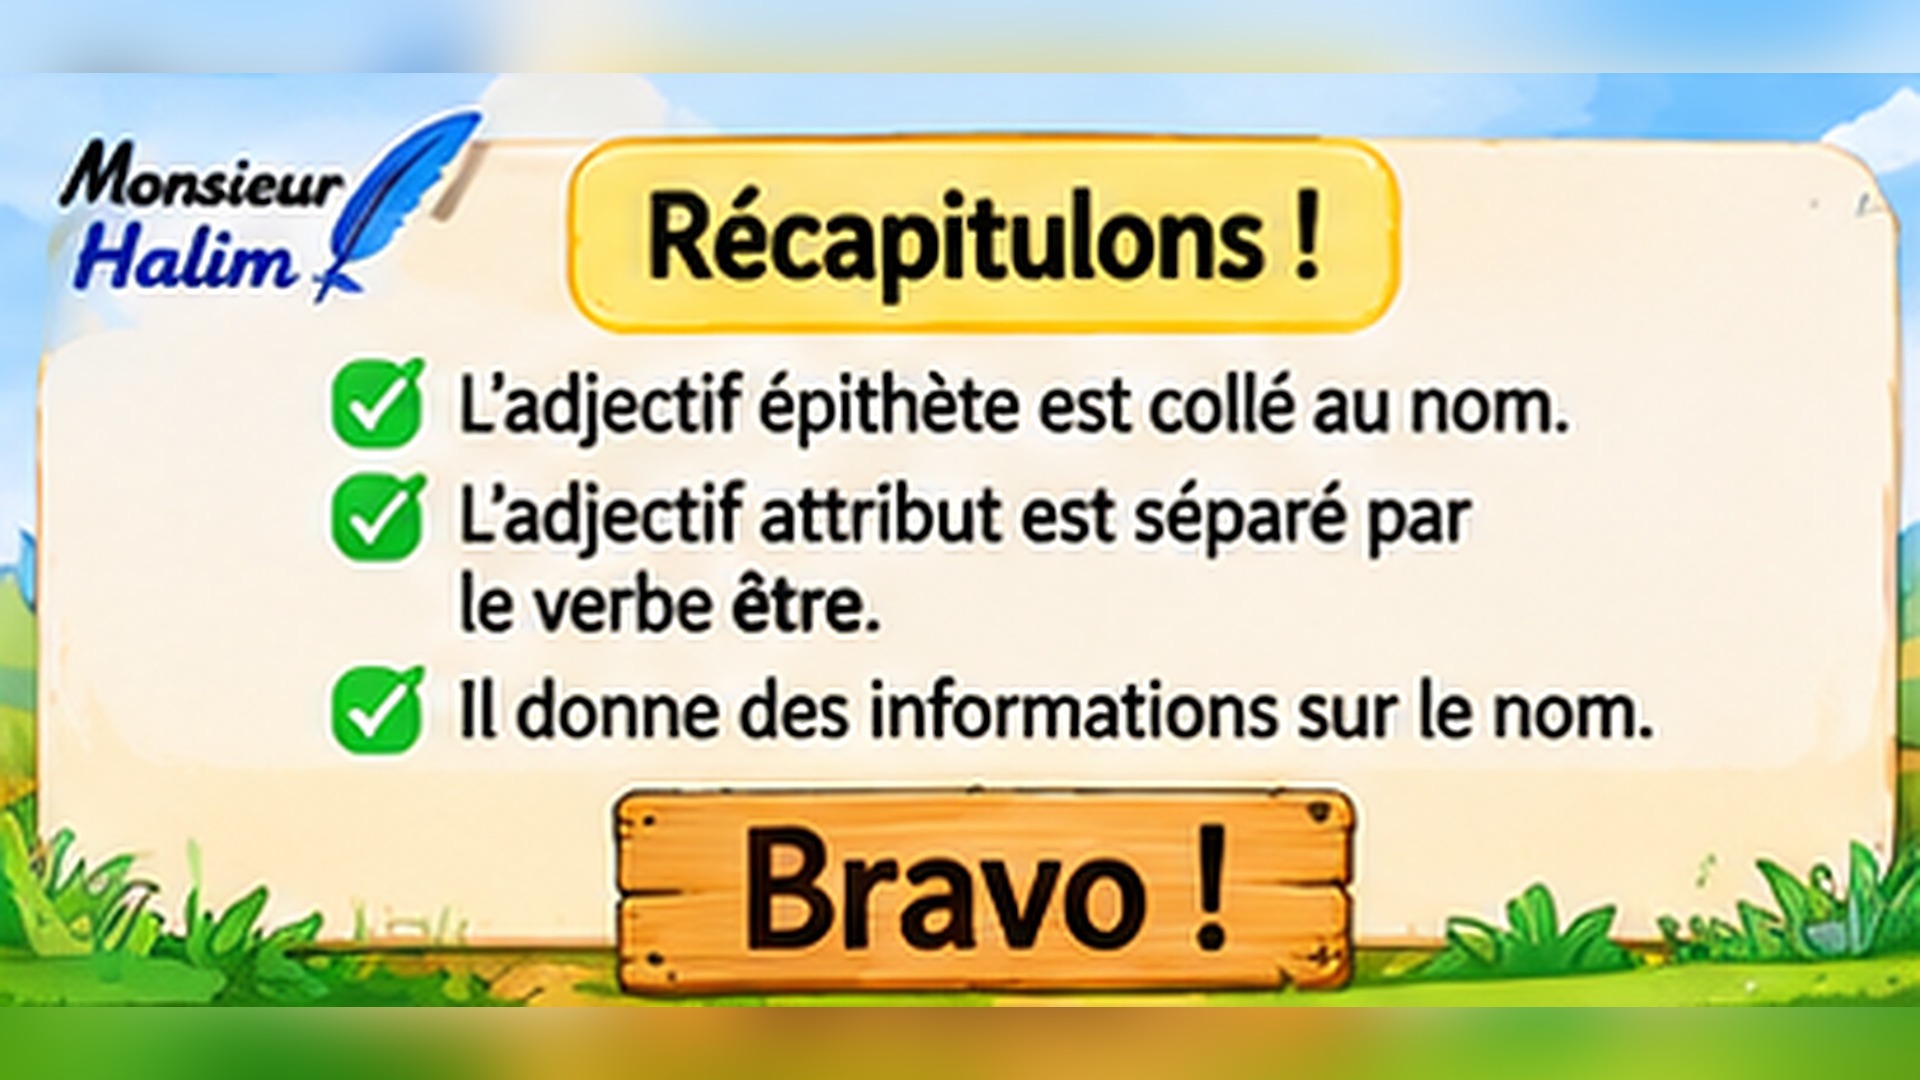 Monsieur
Halim
Récapitulons !
L’adjectif épithète est collé au nom.
L’adjectif attribut est séparé par
le verbe être.
Il donne des informations sur le nom.
Bravo !